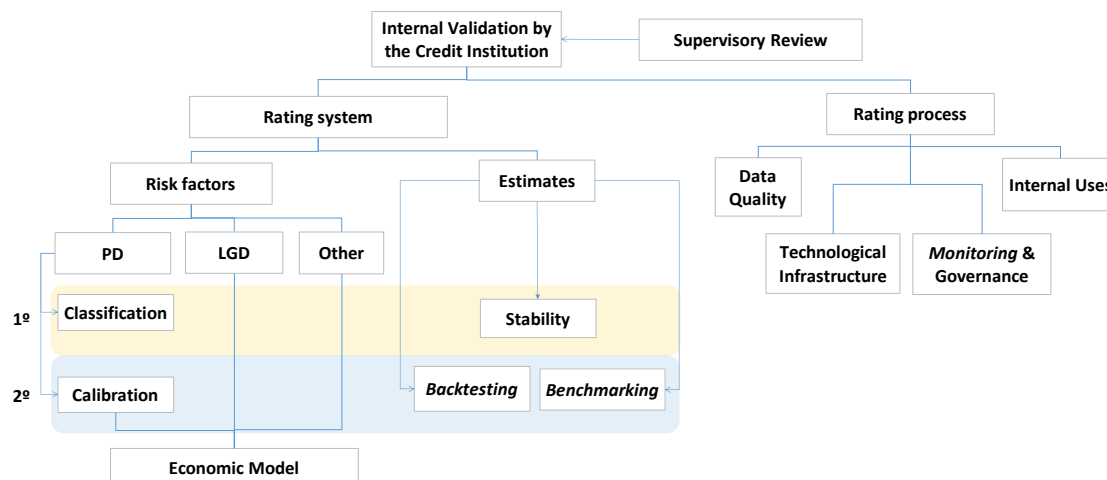 Internal Validation by
the Credit Institution
Supervisory Review
Rating system
Rating process
Risk factors
Estimates
Data
Quality
Internal Uses
PD
LGD
Other
Technological
Infrastructure
Monitoring &
Governance
1º
Classification
Stability
2º
Calibration
Backtesting
Benchmarking
Economic Model